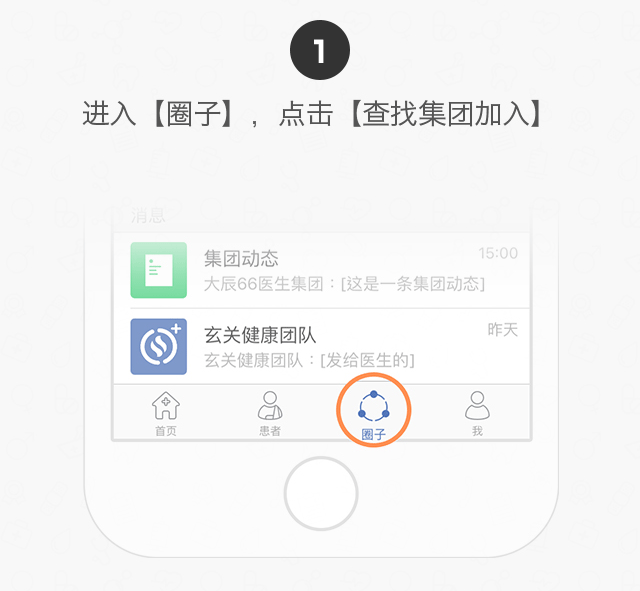 1
进入【圈子】，点击【查找集团加入】
消息
集团动态
15:00
大辰66医生集团：[这是一条集团动态]
玄关健康团队
昨天
玄关健康团队：[发给医生的]
首页
患者
圈子
我